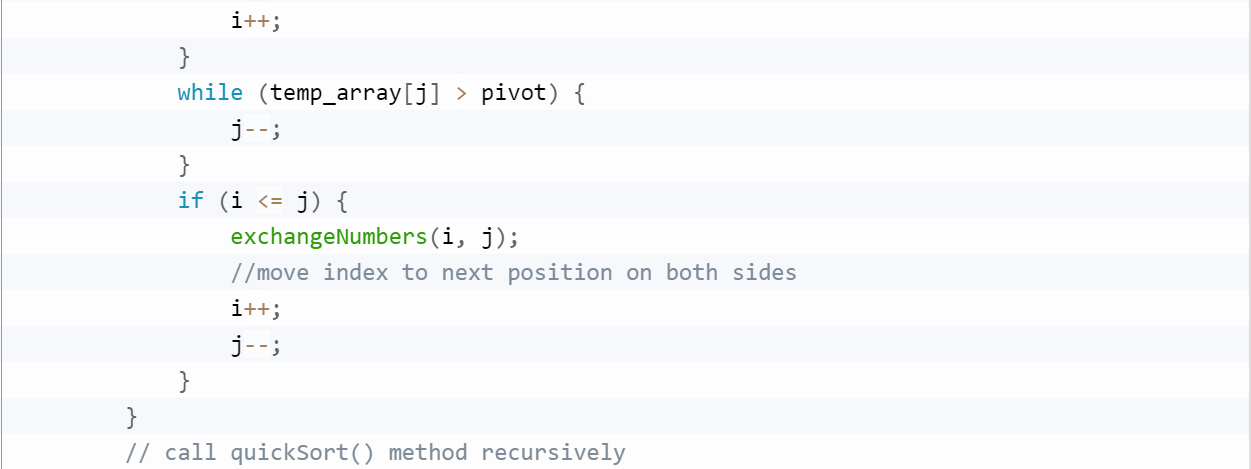 i++;
}
while (temp_array[j] > pivot) {
j--;
}
if (i <= j) {
exchangeNumbers(i, j);
//move index to next position on both sides
i++;
j--;
}
}
// call quickSort() method recursively